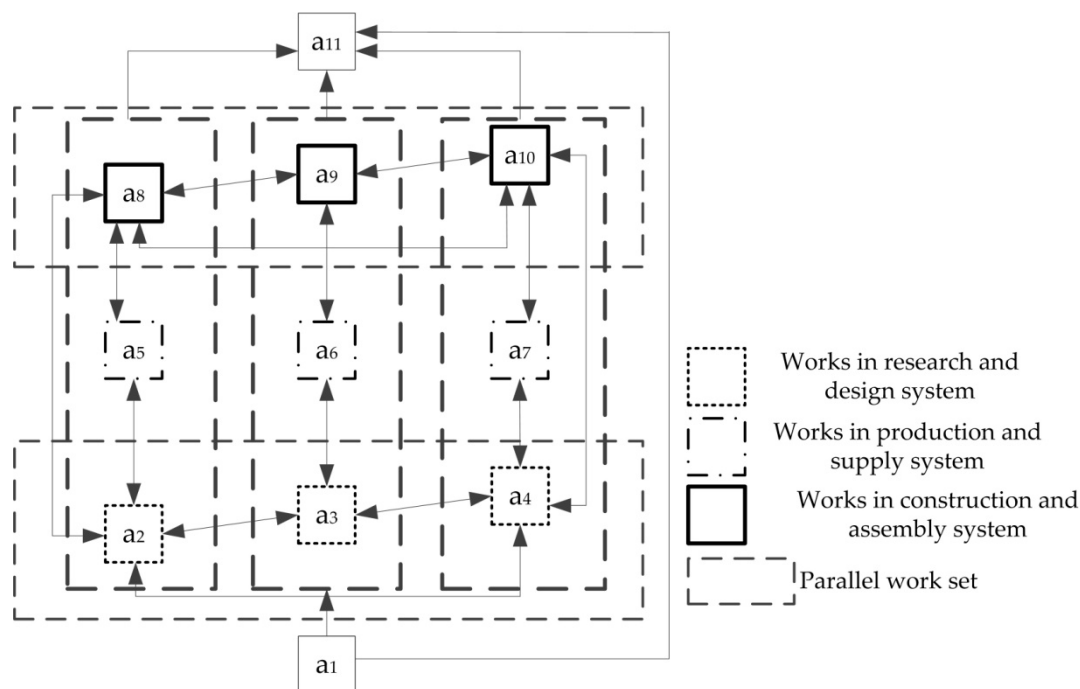 a11
a10
a9
a8
a5
a6
a7
a4
a3
a2
a1
Works in research and
design system
Works in production and
supply system
Works in construction and
assembly system
Parallel work set